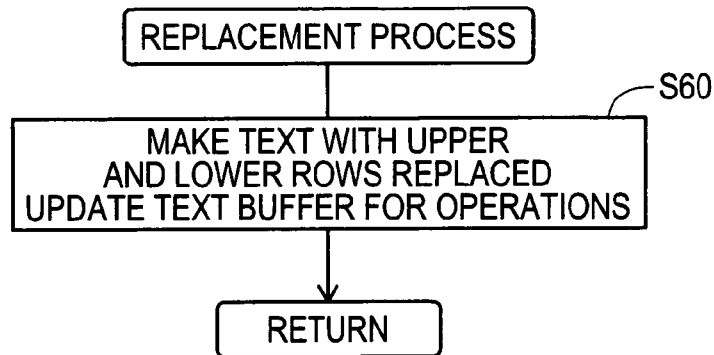 REPLACEMENT PROCESS
S60
MAKE TEXT WITH UPPER
AND LOWER ROWS REPLACED
UPDATE TEXT BUFFER FOR OPERATIONS
RETURN